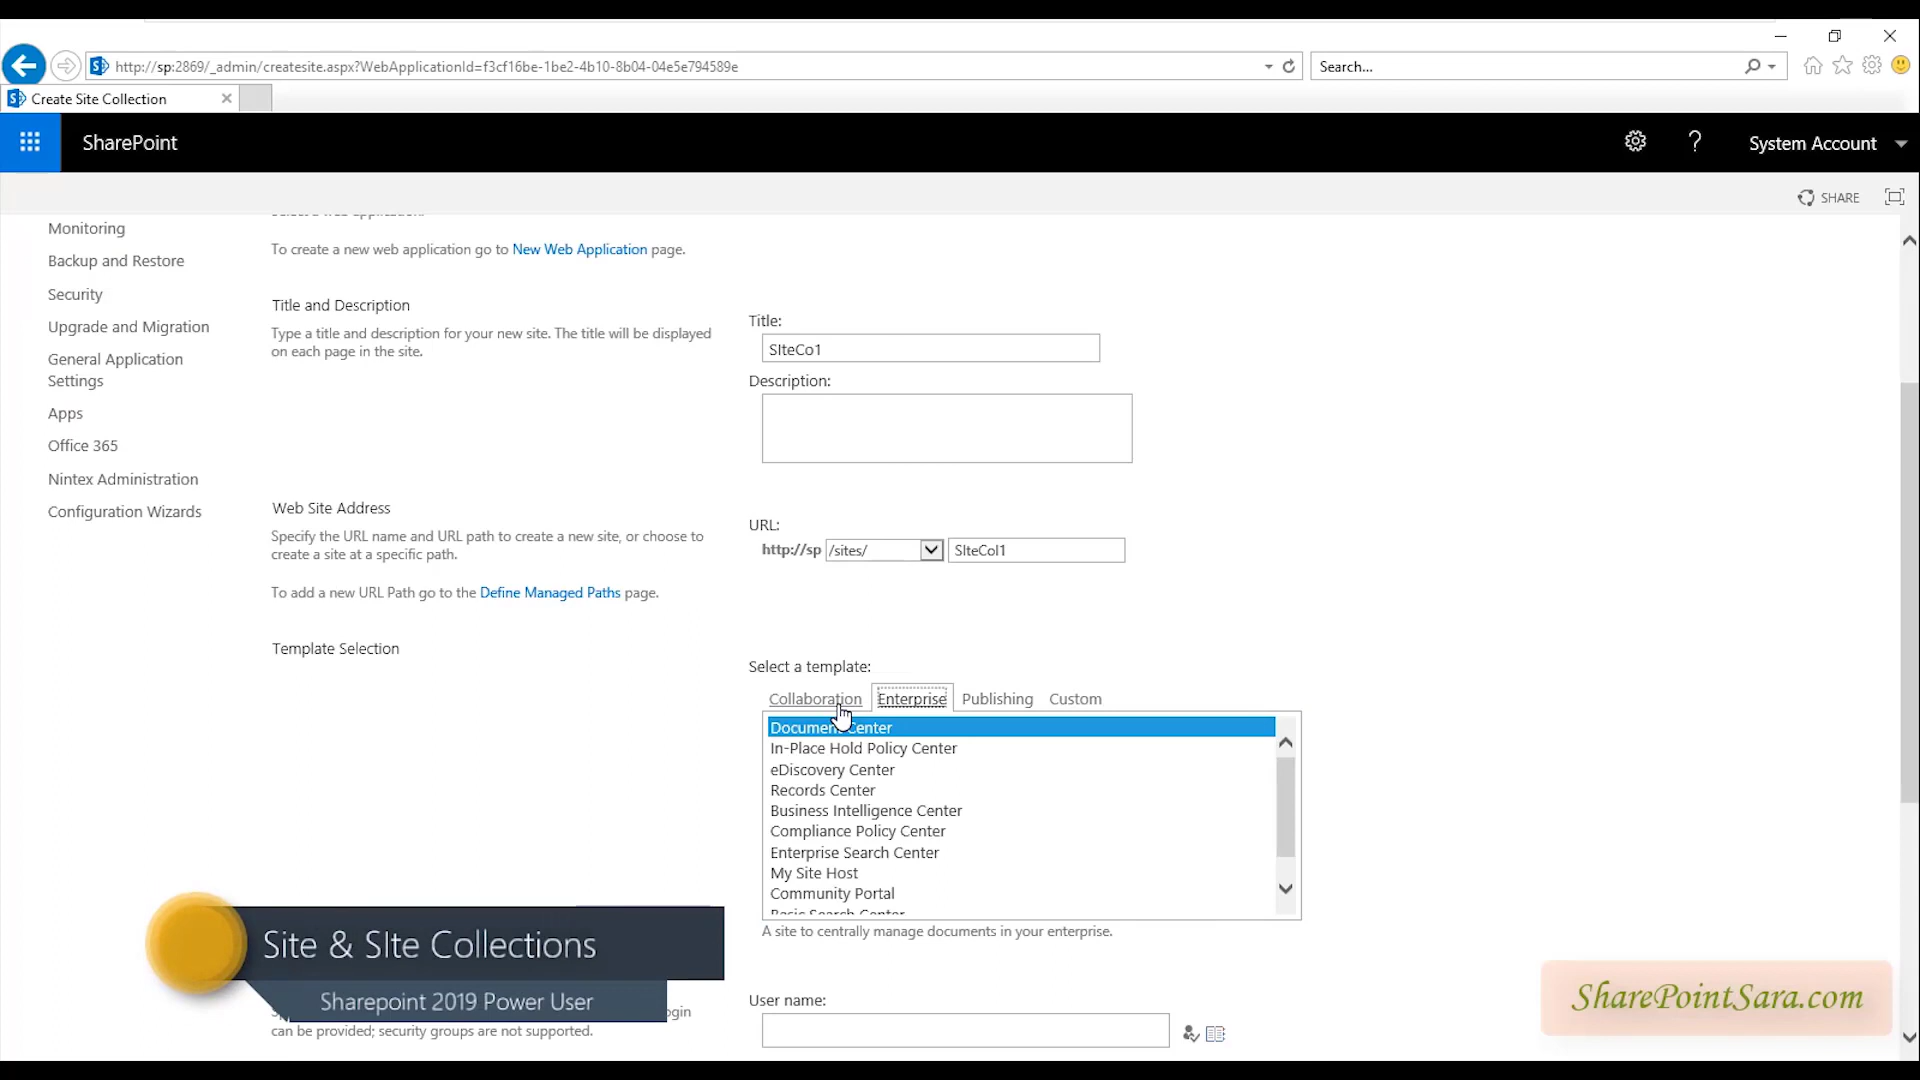 http://sp:2869/_admin/createsite.aspx?WebApplicationId=f3cf16be-1be2-4b10-8b04-04e5e794589e
Search...
Create Site Collection
SharePoint
System Account
SHARE
Monitoring
Backup and Restore
Security
Upgrade and Migration
General Application
Settings
Apps
Office 365
Nintex Administration
Configuration Wizards
To create a new web application go to New Web Application page.
Title and Description
Type a title and description for your new site. The title will be displayed
on each page in the site.
Title:
SIteCo1
Description:
Web Site Address
Specify the URL name and URL path to create a new site, or choose to
create a site at a specific path.
To add a new URL Path go to the Define Managed Paths page.
URL:
http://sp /sites/ SIteCol1
Template Selection
Select a template:
Collaboration Enterprise Publishing Custom
Document Center
In-Place Hold Policy Center
eDiscovery Center
Records Center
Business Intelligence Center
Compliance Policy Center
Enterprise Search Center
My Site Host
Community Portal
Basic Search Center
A site to centrally manage documents in your enterprise.
can be provided; security groups are not supported.
User name:
Site & SIte Collections
Sharepoint 2019 Power User
SharePointSara.com